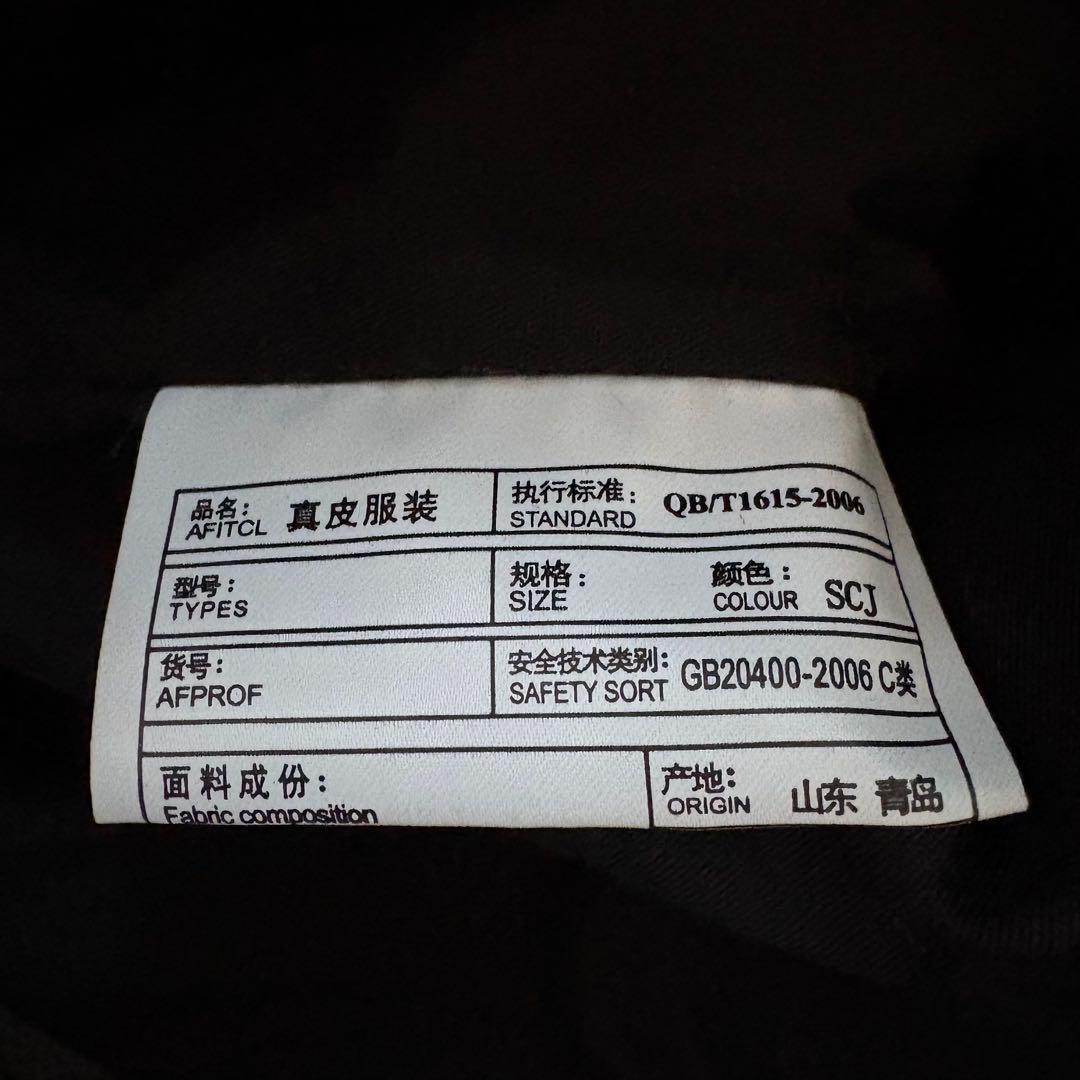 品名: 真皮服装
AFITCL
执行标准: QB/T1615-2006
STANDARD
型号:
TYPES
规格:
SIZE
颜色: SCJ
COLOUR
货号:
AFPROF
安全技术类别: GB20400-2006 C类
SAFETY SORT
面料成份:
Fabric composition
产地: 山东 青岛
ORIGIN